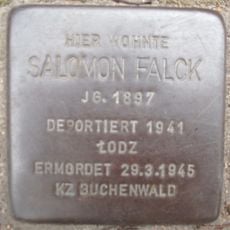 HIER WOHNTE
SALOMON FALCK
JG. 1897
DEPORTIERT 1941
ŁODZ
ERMORDET 29.3.1945
KZ BUCHENWALD